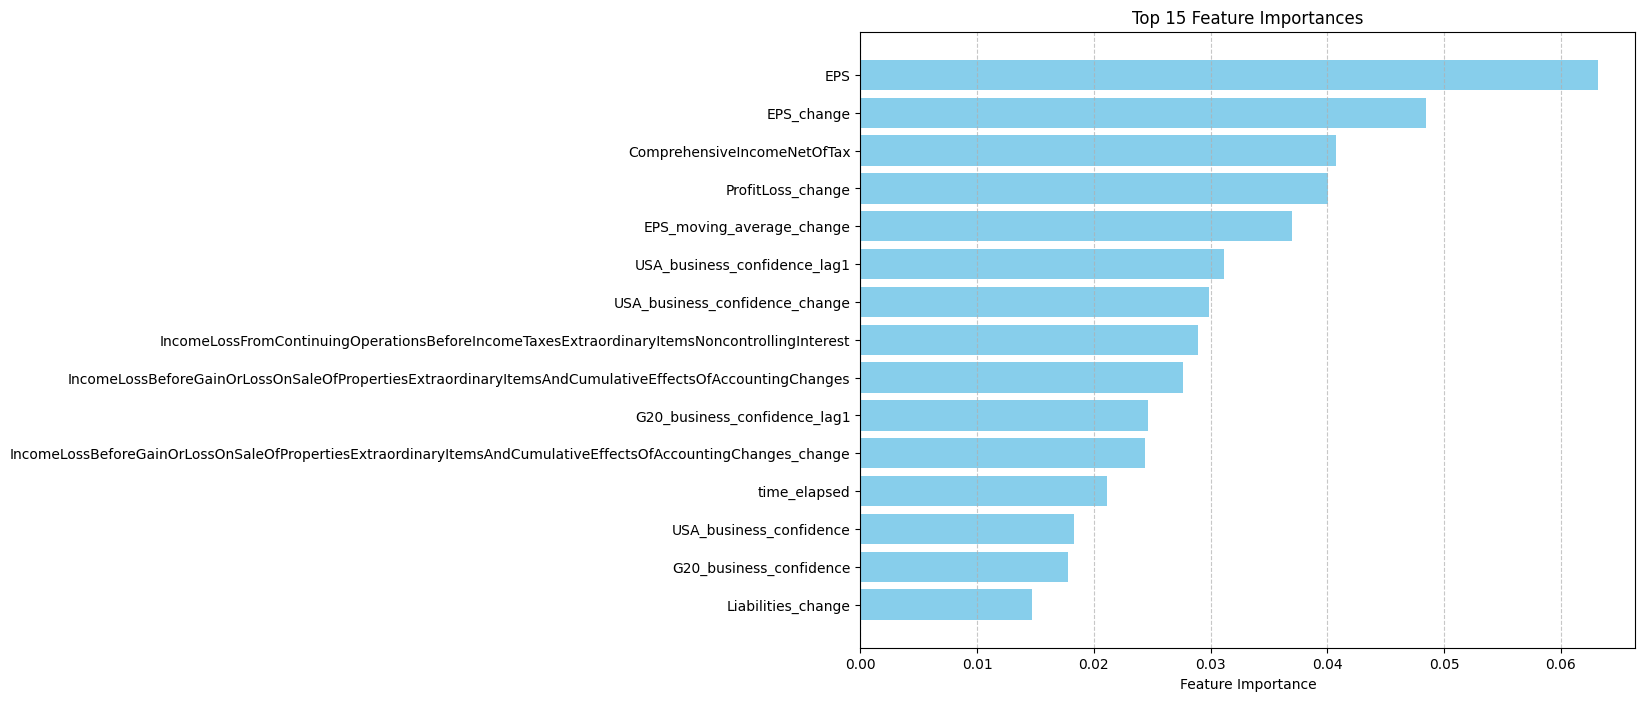 Top 15 Feature Importances
EPS
EPS_change
ComprehensiveIncomeNetOfTax
ProfitLoss_change
EPS_moving_average_change
USA_business_confidence_lag1
USA_business_confidence_change
IncomeLossFromContinuingOperationsBeforeIncomeTaxesExtraordinaryItemsNoncontrollingInterest
IncomeLossBeforeGainOrLossOnSaleOfPropertiesExtraordinaryItemsAndCumulativeEffectsOfAccountingChanges
G20_business_confidence_lag1
IncomeLossBeforeGainOrLossOnSaleOfPropertiesExtraordinaryItemsAndCumulativeEffectsOfAccountingChanges_change
time_elapsed
USA_business_confidence
G20_business_confidence
Liabilities_change
0.00 0.01 0.02 0.03 0.04 0.05 0.06
Feature Importance